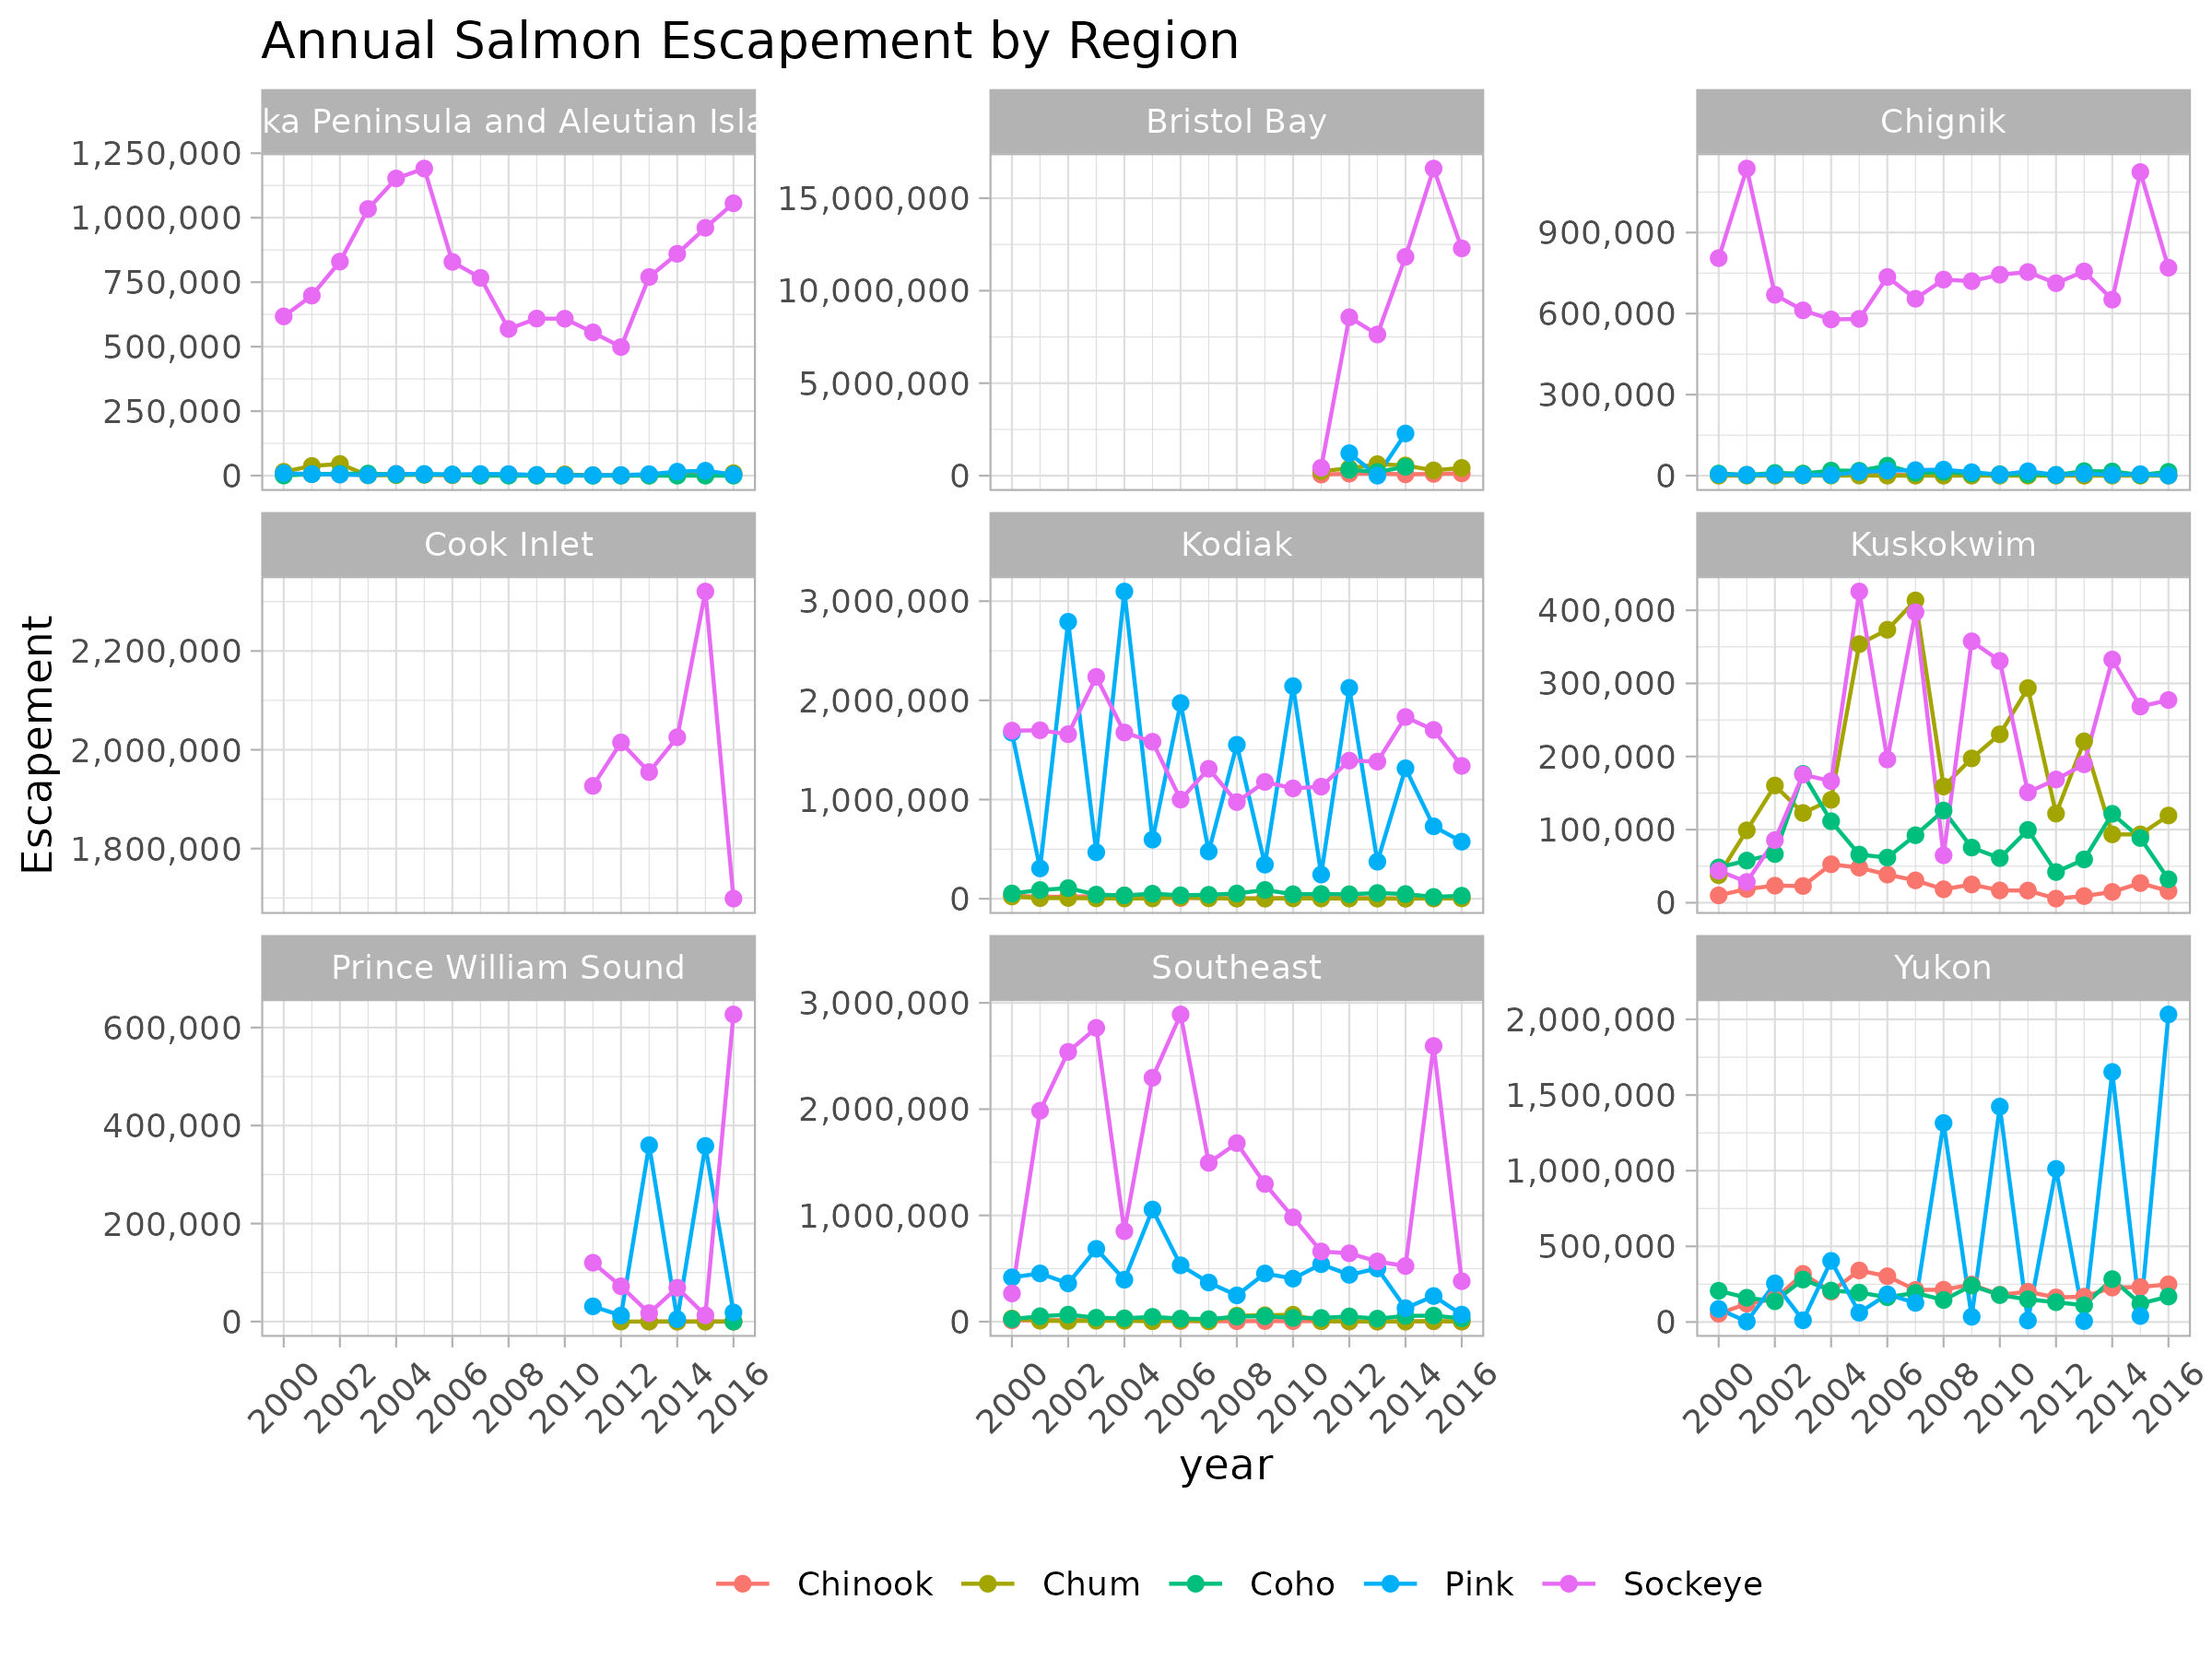 Annual Salmon Escapement by Region
ka Peninsula and Aleutian Isla
Bristol Bay
Chignik
1,250,000
1,000,000
750,000
500,000
250,000
0
15,000,000
10,000,000
5,000,000
0
900,000
600,000
300,000
0
Escapement
Cook Inlet
Kodiak
Kuskokwim
2,200,000
2,000,000
1,800,000
3,000,000
2,000,000
1,000,000
0
400,000
300,000
200,000
100,000
0
Prince William Sound
Southeast
Yukon
600,000
400,000
200,000
0
3,000,000
2,000,000
1,000,000
0
2,000,000
1,500,000
1,000,000
500,000
0
2000 2002 2004 2006 2008 2010 2012 2014 2016
2000 2002 2004 2006 2008 2010 2012 2014 2016
2000 2002 2004 2006 2008 2010 2012 2014 2016
year
Chinook Chum Coho Pink Sockeye